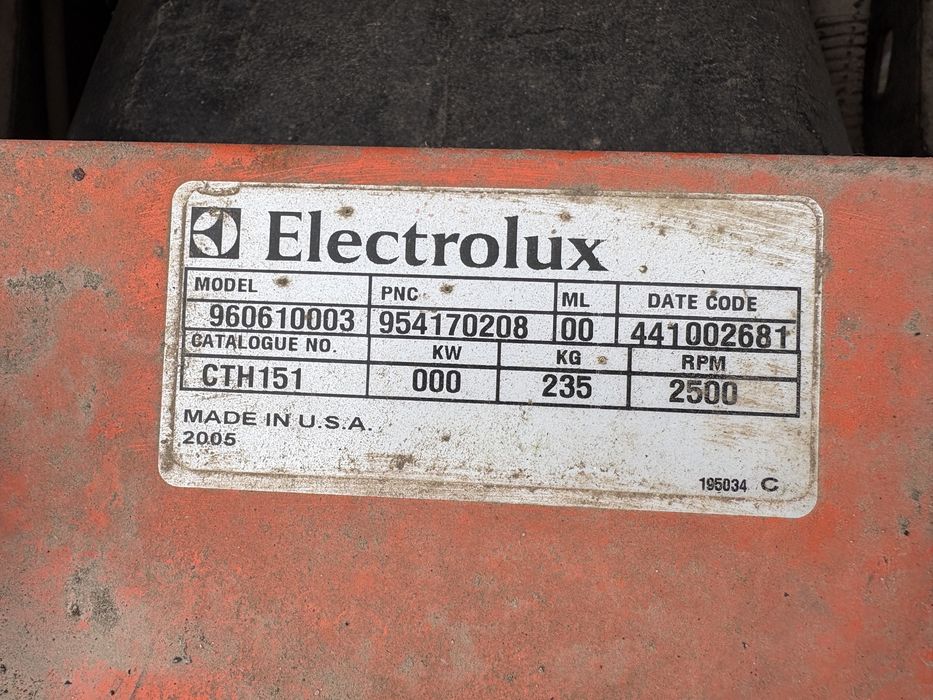 Electrolux
MODEL PNC ML DATE CODE
960610003 954170208 00 441002681
CATALOGUE NO. KW KG RPM
CTH151 000 235 2500
MADE IN U.S.A.
2005
195034 C